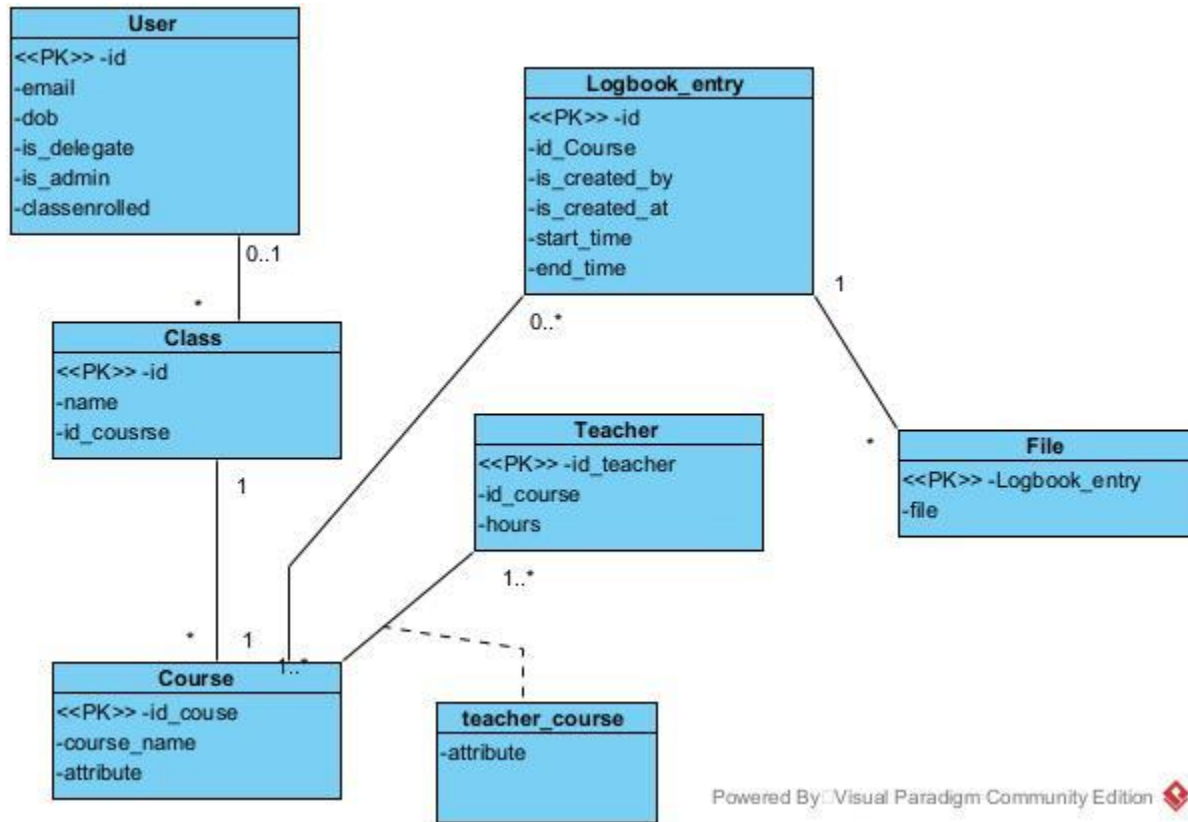 User
<<PK>> -id
-email
-dob
-is_delegate
-is_admin
-classenrolled
0..1
*
Class
<<PK>> -id
-name
-id_cousrse
1
*
Logbook_entry
<<PK>> -id
-id_Course
-is_created_by
-is_created_at
-start_time
-end_time
0..*
1
1
*
File
<<PK>> -Logbook_entry
-file
Teacher
<<PK>> -id_teacher
-id_course
-hours
1..*
1..*
Course
<<PK>> -id_couse
-course_name
-attribute
teacher_course
-attribute
Powered By Visual Paradigm Community Edition